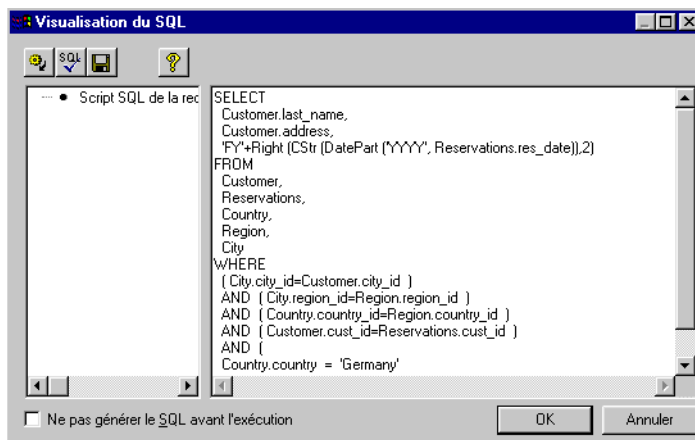 Visualisation du SQL
SQL
?
Script SQL de la rec
SELECT
Customer.last_name,
Customer.address,
'FY'+Right (CStr (DatePart ('YYYY', Reservations.res_date)),2)
FROM
Customer,
Reservations,
Country,
Region,
City
WHERE
( City.city_id=Customer.city_id )
AND ( City.region_id=Region.region_id )
AND ( Country.country_id=Region.country_id )
AND ( Customer.cust_id=Reservations.cust_id )
AND (
Country.country = 'Germany'
Ne pas générer le SQL avant l'exécution
OK
Annuler